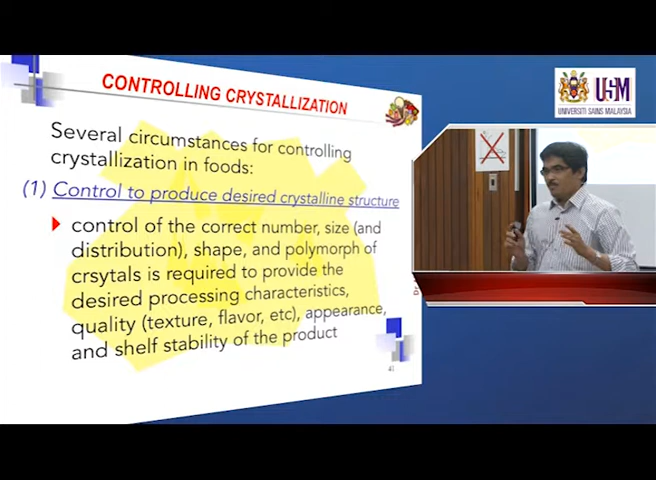 CONTROLLING CRYSTALLIZATION
Several circumstances for controlling
crystallization in foods:
(1) Control to produce desired crystalline structure
control of the correct number, size (and
distribution), shape, and polymorph of
crsytals is required to provide the
desired processing characteristics,
quality (texture, flavor, etc), appearance,
and shelf stability of the product
41
USM
UNIVERSITI SAINS MALAYSIA